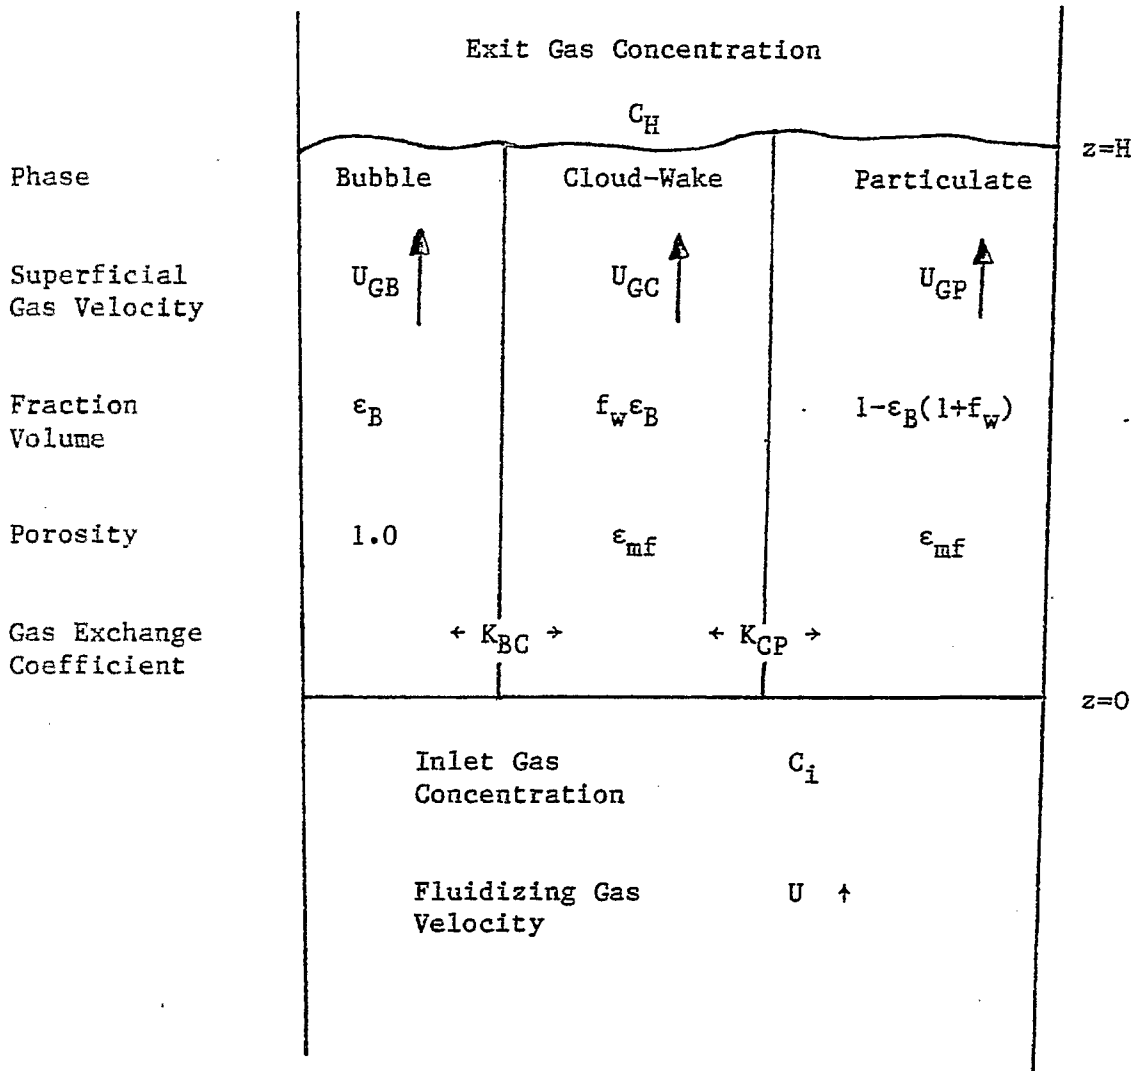 Exit Gas Concentration
C_H
z=H
Phase Bubble Cloud-Wake Particulate
Superficial
Gas Velocity U_GB U_GC U_GP
Fraction
Volume ε_B f_wε_B 1-ε_B(1+f_w)
Porosity 1.0 ε_mf ε_mf
Gas Exchange
Coefficient ← K_BC → ← K_CP →
z=0
Inlet Gas
Concentration C_i
Fluidizing Gas
Velocity U ↑